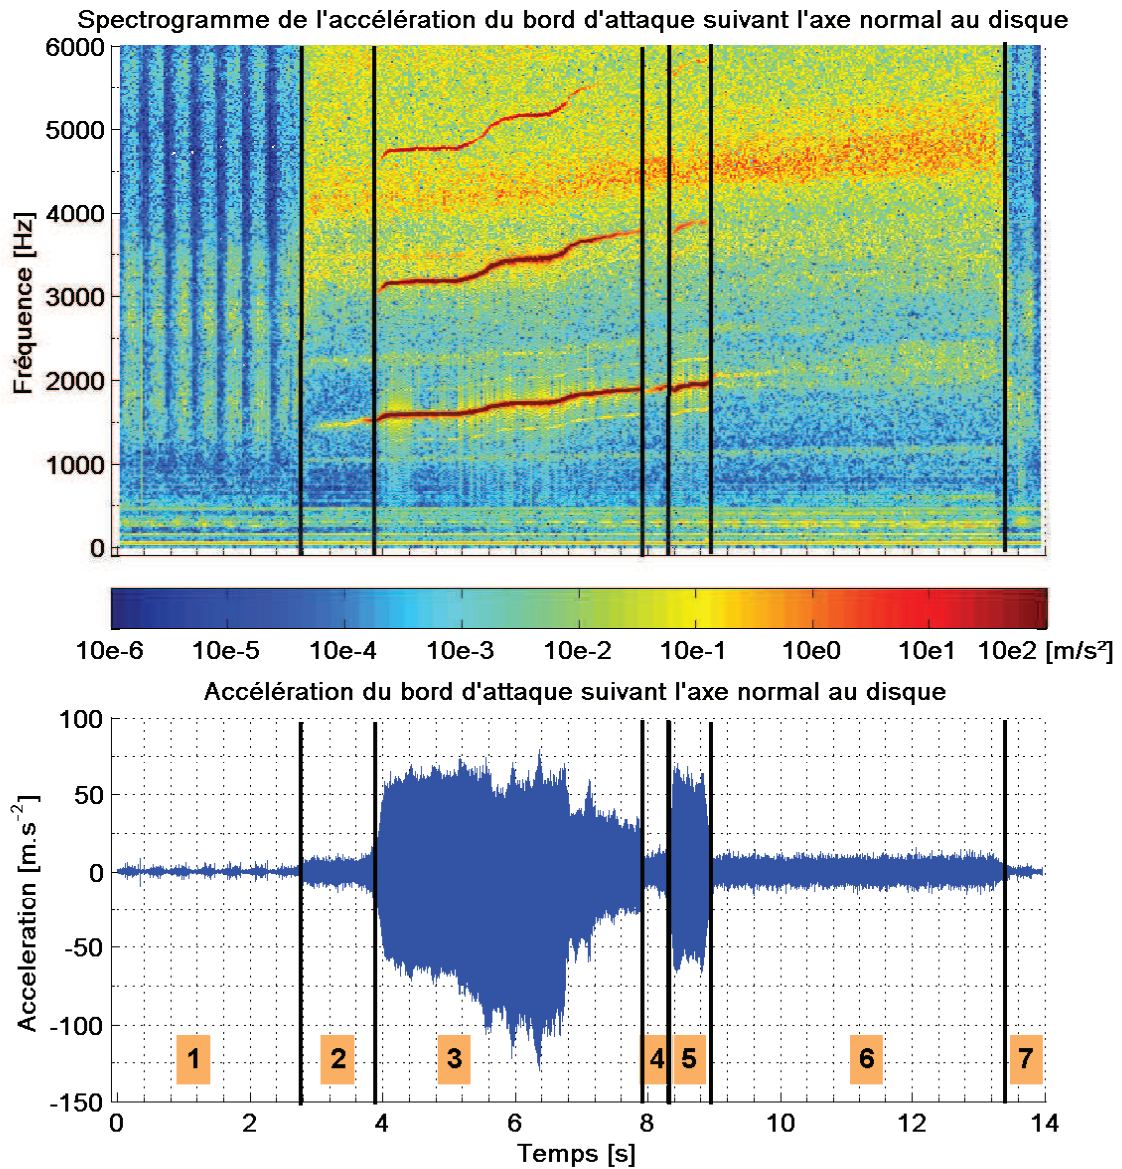 Spectrogramme de l'accélération du bord d'attaque suivant l'axe normal au disque
Fréquence [Hz]
6000
5000
4000
3000
2000
1000
0
10e-6 10e-5 10e-4 10e-3 10e-2 10e-1 10e0 10e1 10e2 [m/s²]
Accélération du bord d'attaque suivant l'axe normal au disque
Acceleration [m.s⁻²]
100
50
0
-50
-100
-150
1 2 3 4 5 6 7
0 2 4 6 8 10 12 14
Temps [s]